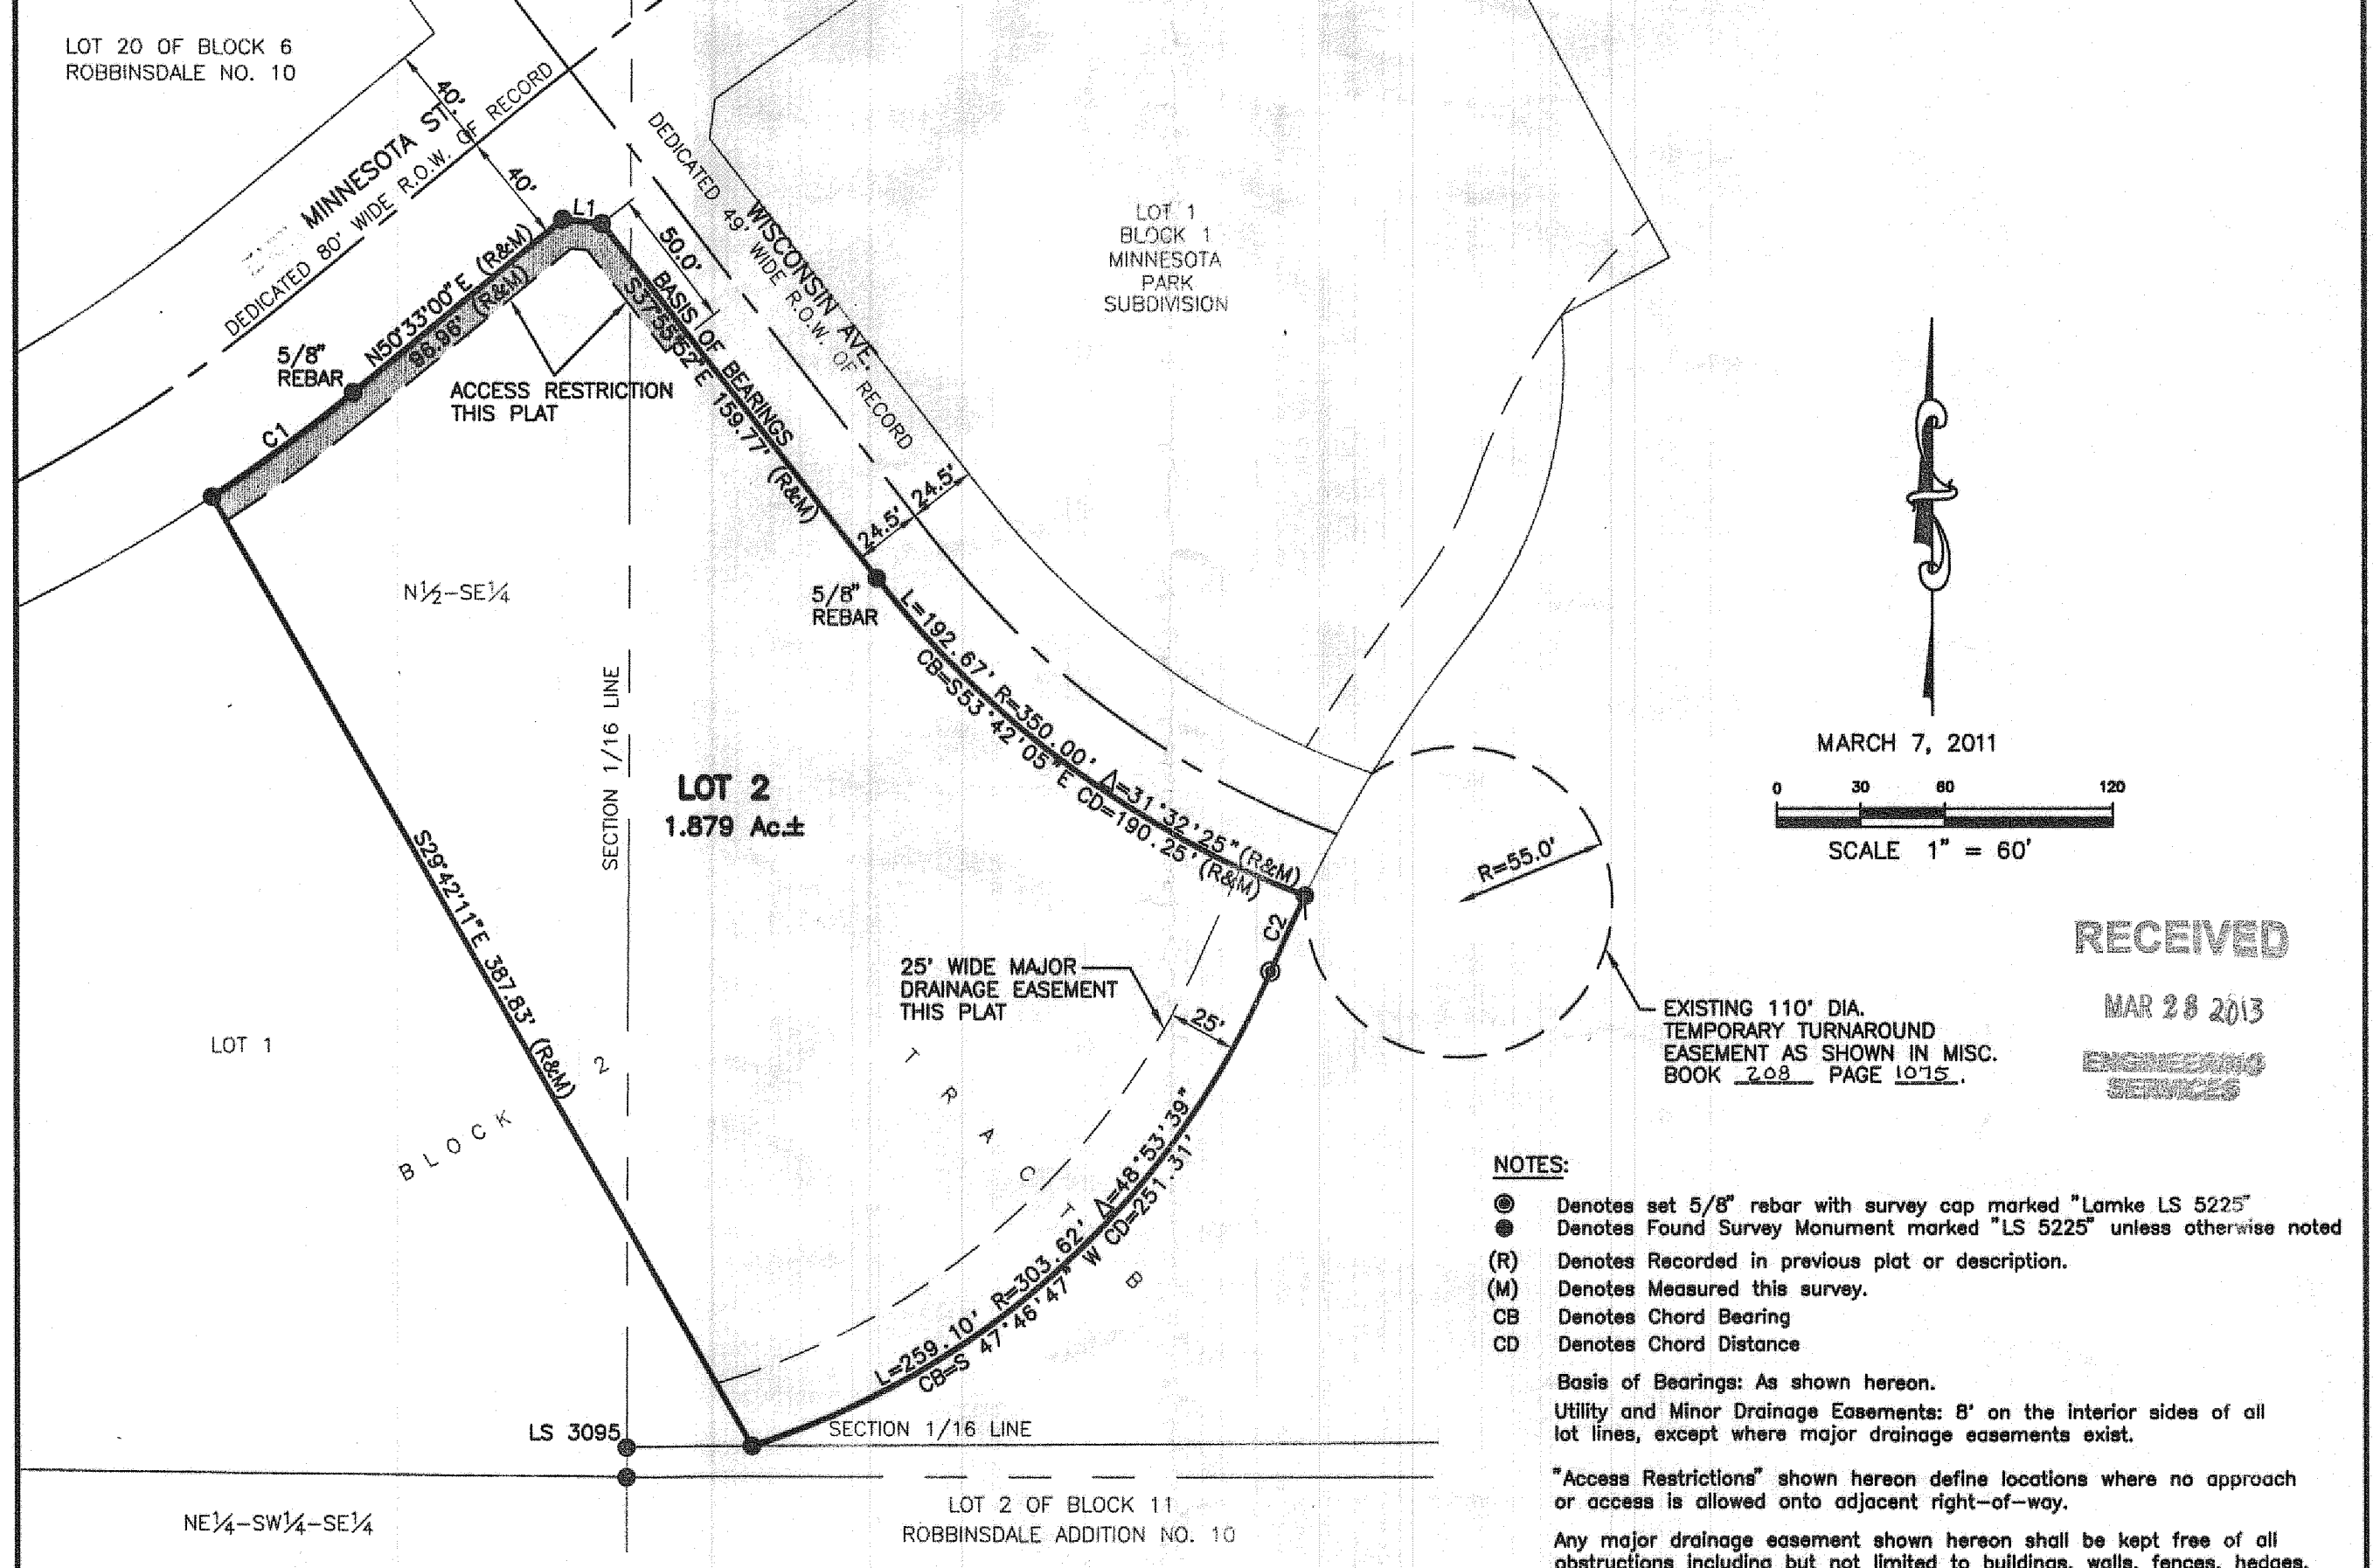 LOT 20 OF BLOCK 6
ROBBINSDALE NO. 10
40'
MINNESOTA ST.
DEDICATED 80' WIDE R.O.W. OF RECORD
40'
L1
50.0'
N50°33'00"E (R&M)
96.96' (R&M)
5/8"
REBAR
C1
ACCESS RESTRICTION
THIS PLAT
BASIS OF BEARINGS
S37°55'52"E 159.77' (R&M)
WISCONSIN AVE.
DEDICATED 49' WIDE R.O.W. OF RECORD
24.5'
24.5'
LOT 1
BLOCK 1
MINNESOTA
PARK
SUBDIVISION
N½-SE¼
5/8"
REBAR
L=192.67' R=350.00' Δ=31°32'25"(R&M)
CB=S53°42'05"E CD=190.25'(R&M)
SECTION 1/16 LINE
LOT 2
1.879 Ac.±
S29°42'11"E 387.83' (R&M)
C2
25' WIDE MAJOR
DRAINAGE EASEMENT
THIS PLAT
25'
R=55.0'
EXISTING 110' DIA.
TEMPORARY TURNAROUND
EASEMENT AS SHOWN IN MISC.
BOOK 208 PAGE 1075.
LOT 1
BLOCK 2
TRACT B
L=259.10' R=303.62' Δ=48°53'39"
CB=S 47°46'47" W CD=251.31'
LS 3095
SECTION 1/16 LINE
LOT 2 OF BLOCK 11
ROBBINSDALE ADDITION NO. 10
NE¼-SW¼-SE¼
MARCH 7, 2011
0 30 60 120
SCALE 1" = 60'
RECEIVED
MAR 28 2013
ENGINEERING
SERVICES
NOTES:
Denotes set 5/8" rebar with survey cap marked "Lamke LS 5225"
Denotes Found Survey Monument marked "LS 5225" unless otherwise noted
(R) Denotes Recorded in previous plat or description.
(M) Denotes Measured this survey.
CB Denotes Chord Bearing
CD Denotes Chord Distance
Basis of Bearings: As shown hereon.
Utility and Minor Drainage Easements: 8' on the interior sides of all
lot lines, except where major drainage easements exist.
"Access Restrictions" shown hereon define locations where no approach
or access is allowed onto adjacent right-of-way.
Any major drainage easement shown hereon shall be kept free of all
obstructions including but not limited to buildings, walls, fences, hedges,